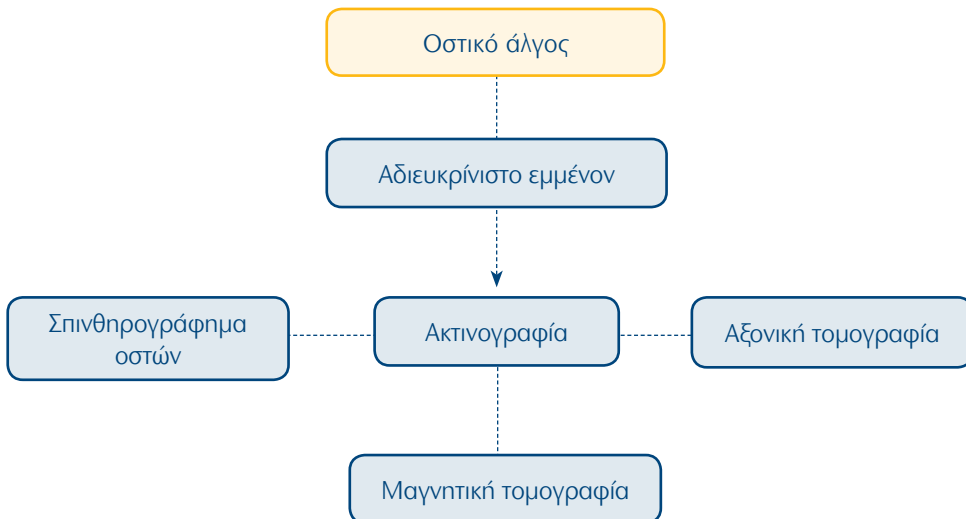 Οστικό άλγος
Αδιευκρίνιστο εμμένον
Σπινθηρογράφημα
οστών
Ακτινογραφία
Αξονική τομογραφία
Μαγνητική τομογραφία